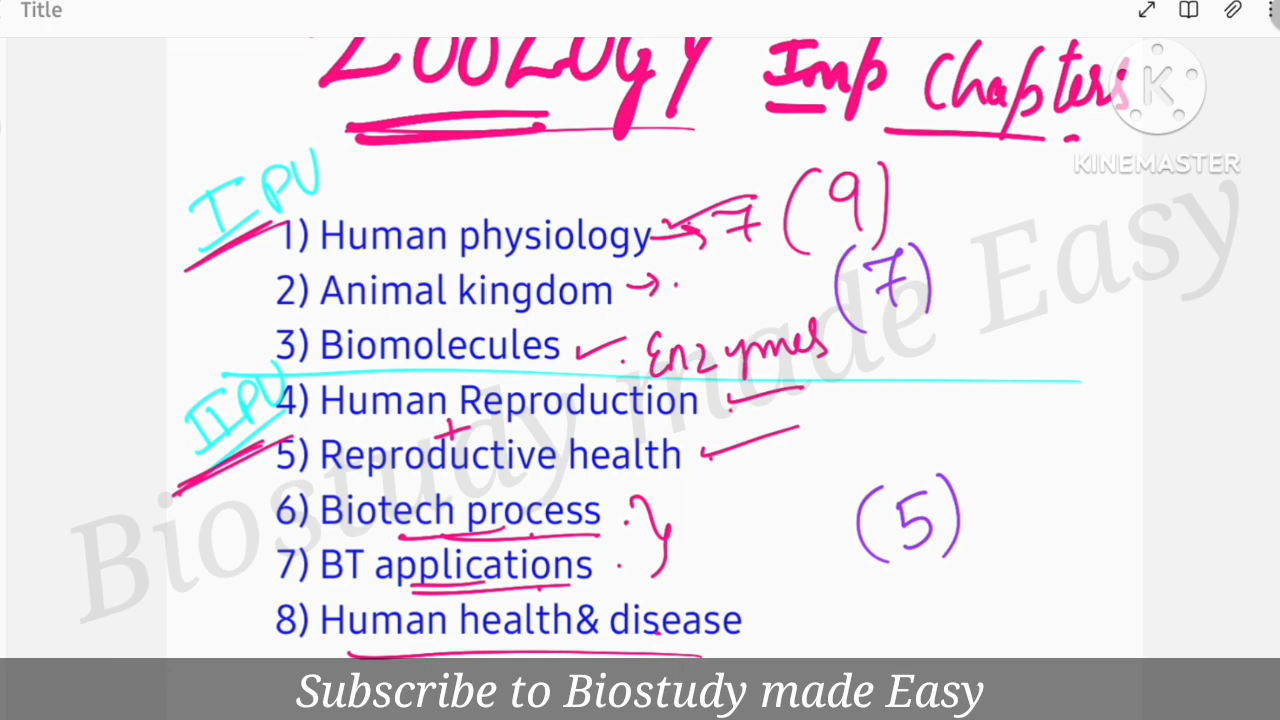 Title
ZOOLOGY Imp Chapters
K
KINEMASTER
I PU
1) Human physiology → 7 (9)
2) Animal kingdom → . (7)
3) Biomolecules ✓. Enzymes
II PU
4) Human Reproduction
+
5) Reproductive health
6) Biotech process
7) BT applications
(5)
8) Human health& disease
Biostudy made Easy
Subscribe to Biostudy made Easy